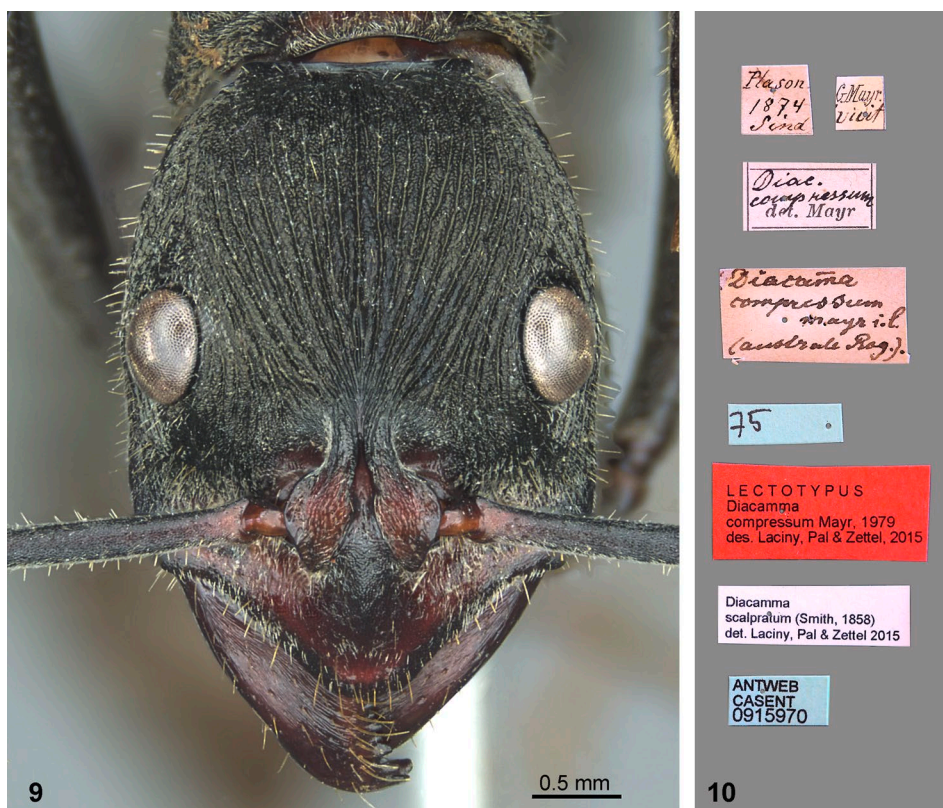 Plason
1874
Sind
G. Mayr.
vidit
Diac.
compressum
det. Mayr
Diacam̄a
compressum
mayr i. l.
(australe Rog.).
75
LECTOTYPUS
Diacamma
compressum Mayr, 1979
des. Laciny, Pal & Zettel, 2015
Diacamma
scalpratum (Smith, 1858)
det. Laciny, Pal & Zettel 2015
ANTWEB
CASENT
0915970
9
0.5 mm
10